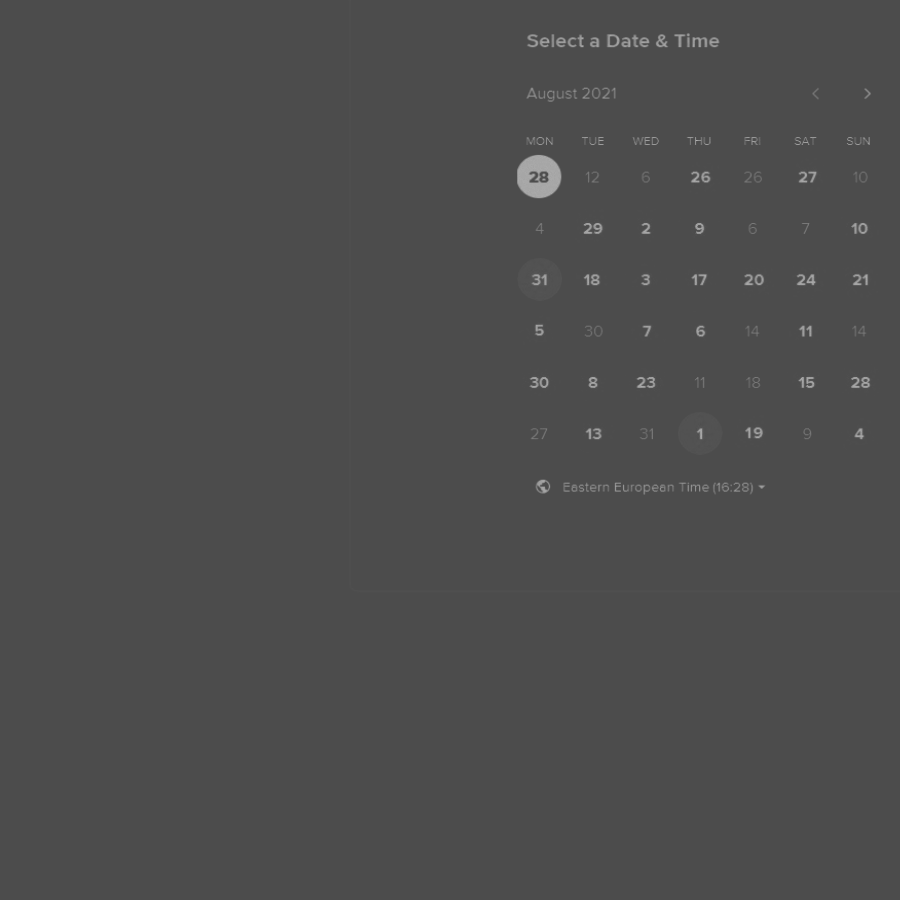 Select a Date & Time
August 2021
MON TUE WED THU FRI SAT SUN
28 12 6 26 26 27 10
4 29 2 9 6 7 10
31 18 3 17 20 24 21
5 30 7 6 14 11 14
30 8 23 11 18 15 28
27 13 31 1 19 9 4
Eastern European Time (16:28)